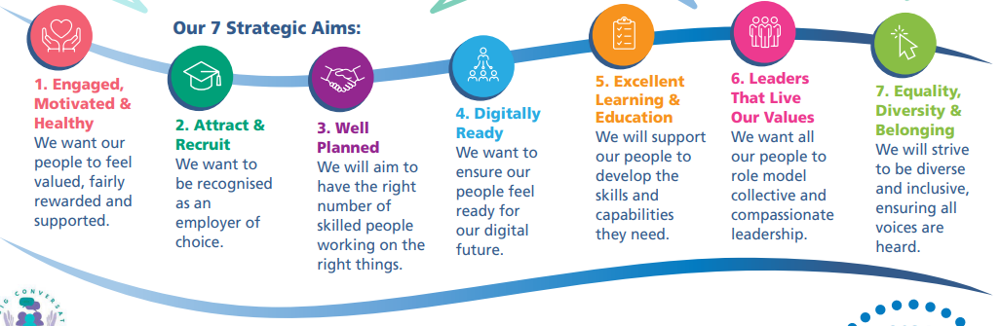 Our 7 Strategic Aims:
1. Engaged,
Motivated &
Healthy
We want our
people to feel
valued, fairly
rewarded and
supported.
2. Attract &
Recruit
We want to
be recognised
as an
employer of
choice.
3. Well
Planned
We will aim to
have the right
number of
skilled people
working on the
right things.
4. Digitally
Ready
We want to
ensure our
people feel
ready for
our digital
future.
5. Excellent
Learning &
Education
We will support
our people to
develop the
skills and
capabilities
they need.
6. Leaders
That Live
Our Values
We want all
our people to
role model
collective and
compassionate
leadership.
7. Equality,
Diversity &
Belonging
We will strive
to be diverse
and inclusive,
ensuring all
voices are
heard.